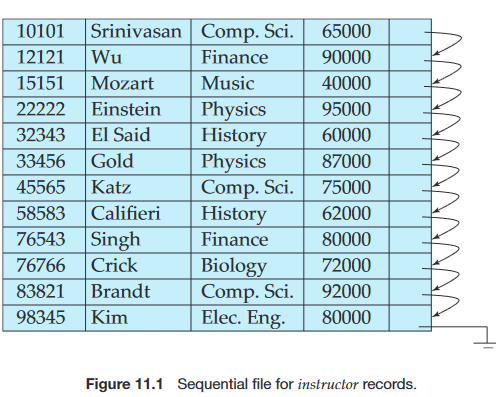 10101 Srinivasan Comp. Sci. 65000
12121 Wu Finance 90000
15151 Mozart Music 40000
22222 Einstein Physics 95000
32343 El Said History 60000
33456 Gold Physics 87000
45565 Katz Comp. Sci. 75000
58583 Califieri History 62000
76543 Singh Finance 80000
76766 Crick Biology 72000
83821 Brandt Comp. Sci. 92000
98345 Kim Elec. Eng. 80000
Figure 11.1 Sequential file for instructor records.